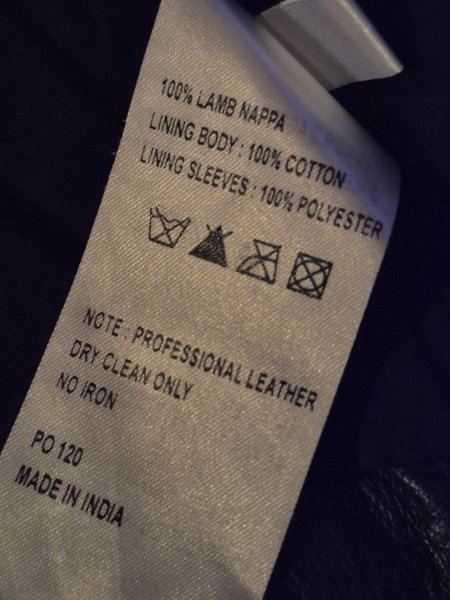 100% LAMB NAPPA
LINING BODY : 100% COTTON
LINING SLEEVES : 100% POLYESTER
NOTE : PROFESSIONAL LEATHER
DRY CLEAN ONLY
NO IRON
PO 120
MADE IN INDIA